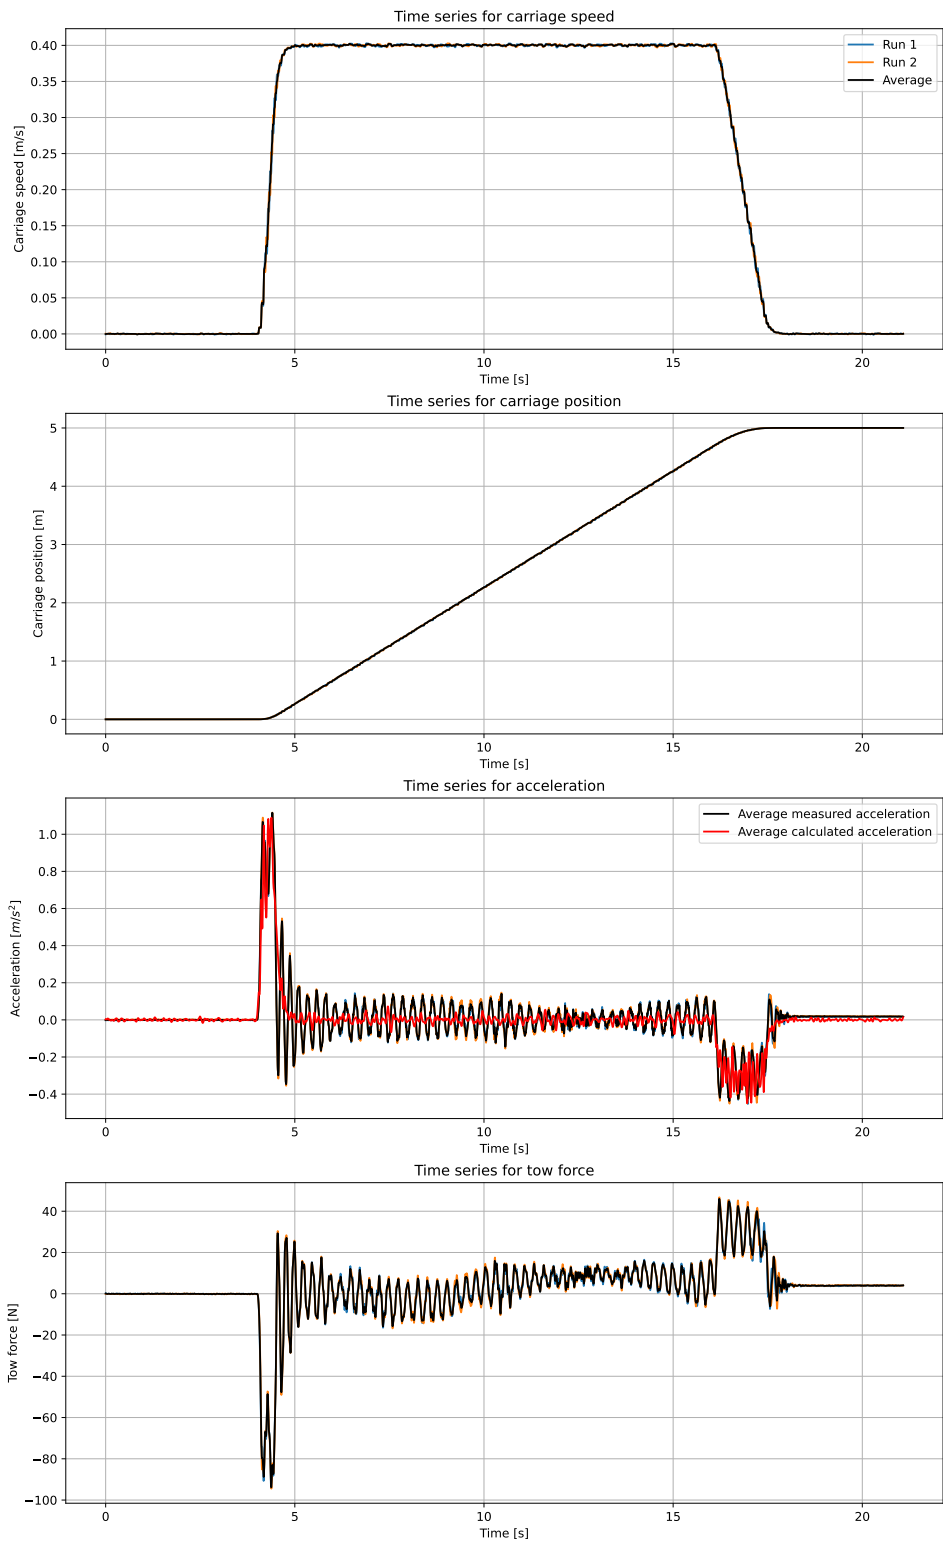 Time series for carriage speed
Carriage speed [m/s]
0.40
0.35
0.30
0.25
0.20
0.15
0.10
0.05
0.00
Run 1
Run 2
Average
0 5 10 15 20
Time [s]
Time series for carriage position
Carriage position [m]
5
4
3
2
1
0
0 5 10 15 20
Time [s]
Time series for acceleration
Acceleration [m/s²]
1.0
0.8
0.6
0.4
0.2
0.0
−0.2
−0.4
Average measured acceleration
Average calculated acceleration
0 5 10 15 20
Time [s]
Time series for tow force
Tow force [N]
40
20
0
−20
−40
−60
−80
−100
0 5 10 15 20
Time [s]